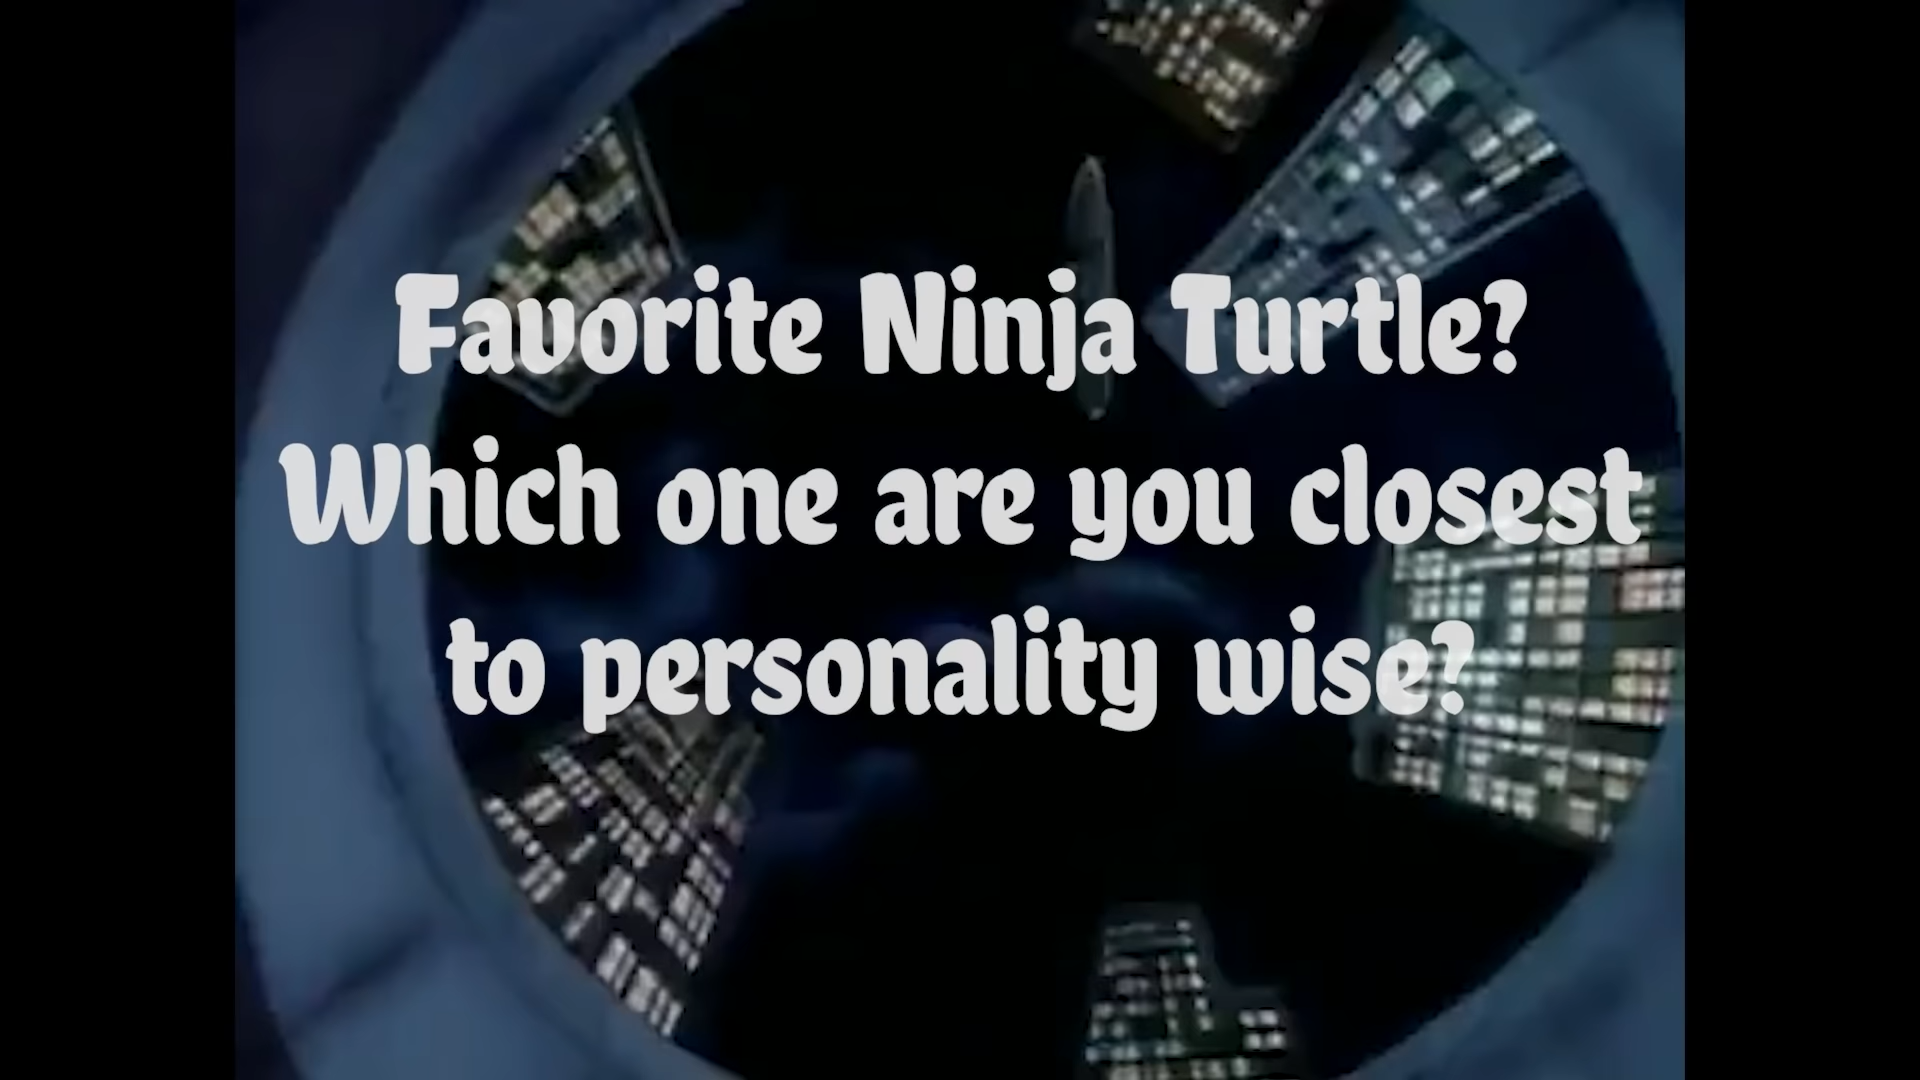 Favorite Ninja Turtle?
Which one are you closest
to personality wise?